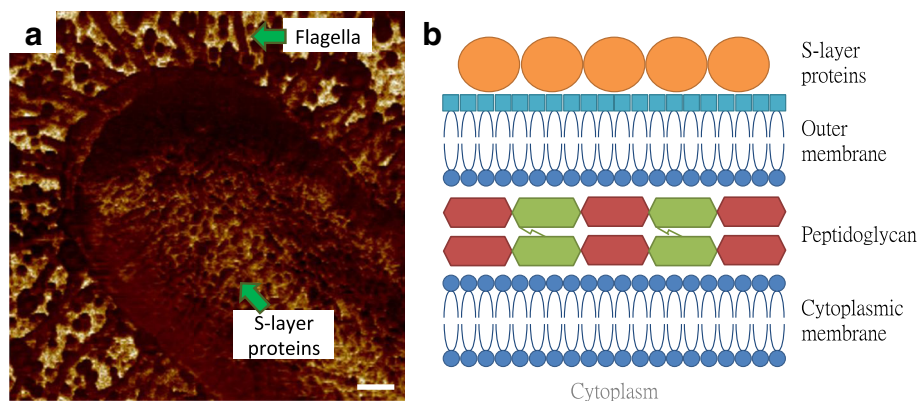 a
Flagella
S-layer
proteins
b
S-layer
proteins
Outer
membrane
Peptidoglycan
Cytoplasmic
membrane
Cytoplasm